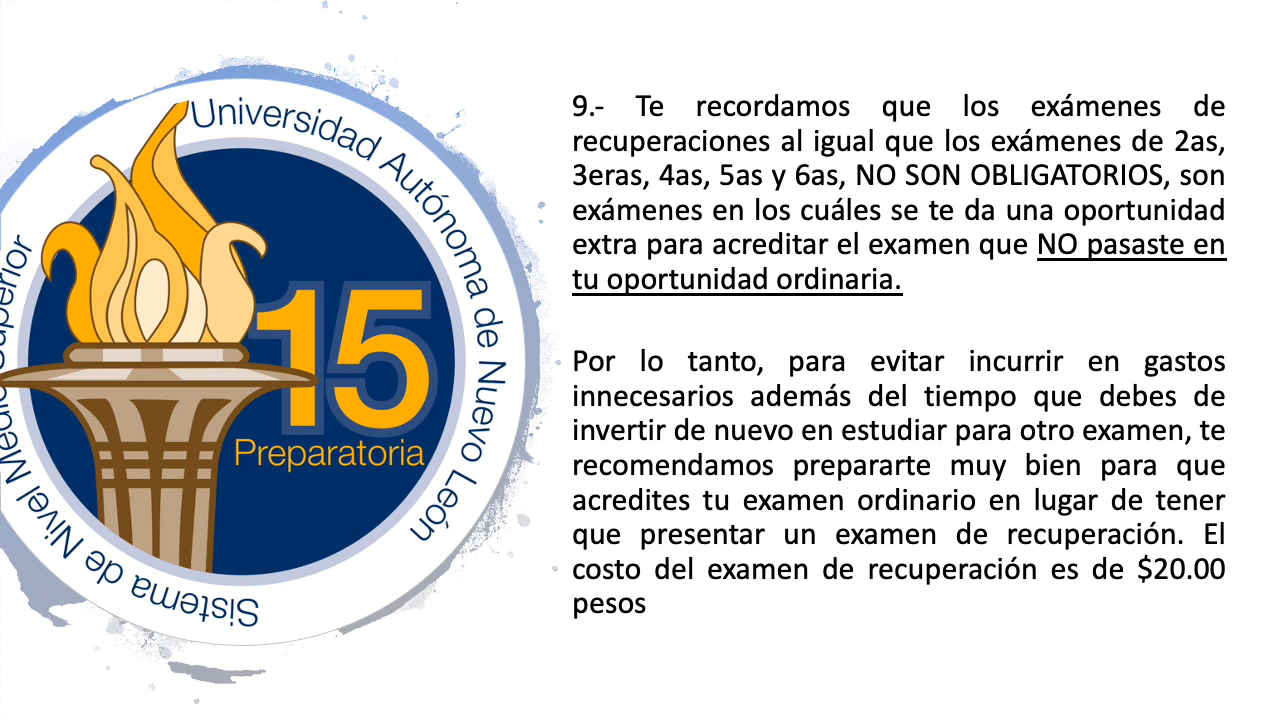 Universidad Autónoma de Nuevo León
Sistema de Nivel Medio Superior
15
Preparatoria
9.- Te recordamos que los exámenes de
recuperaciones al igual que los exámenes de 2as,
3eras, 4as, 5as y 6as, NO SON OBLIGATORIOS, son
exámenes en los cuáles se te da una oportunidad
extra para acreditar el examen que NO pasaste en
tu oportunidad ordinaria.
Por lo tanto, para evitar incurrir en gastos
innecesarios además del tiempo que debes de
invertir de nuevo en estudiar para otro examen, te
recomendamos prepararte muy bien para que
acredites tu examen ordinario en lugar de tener
que presentar un examen de recuperación. El
costo del examen de recuperación es de $20.00
pesos